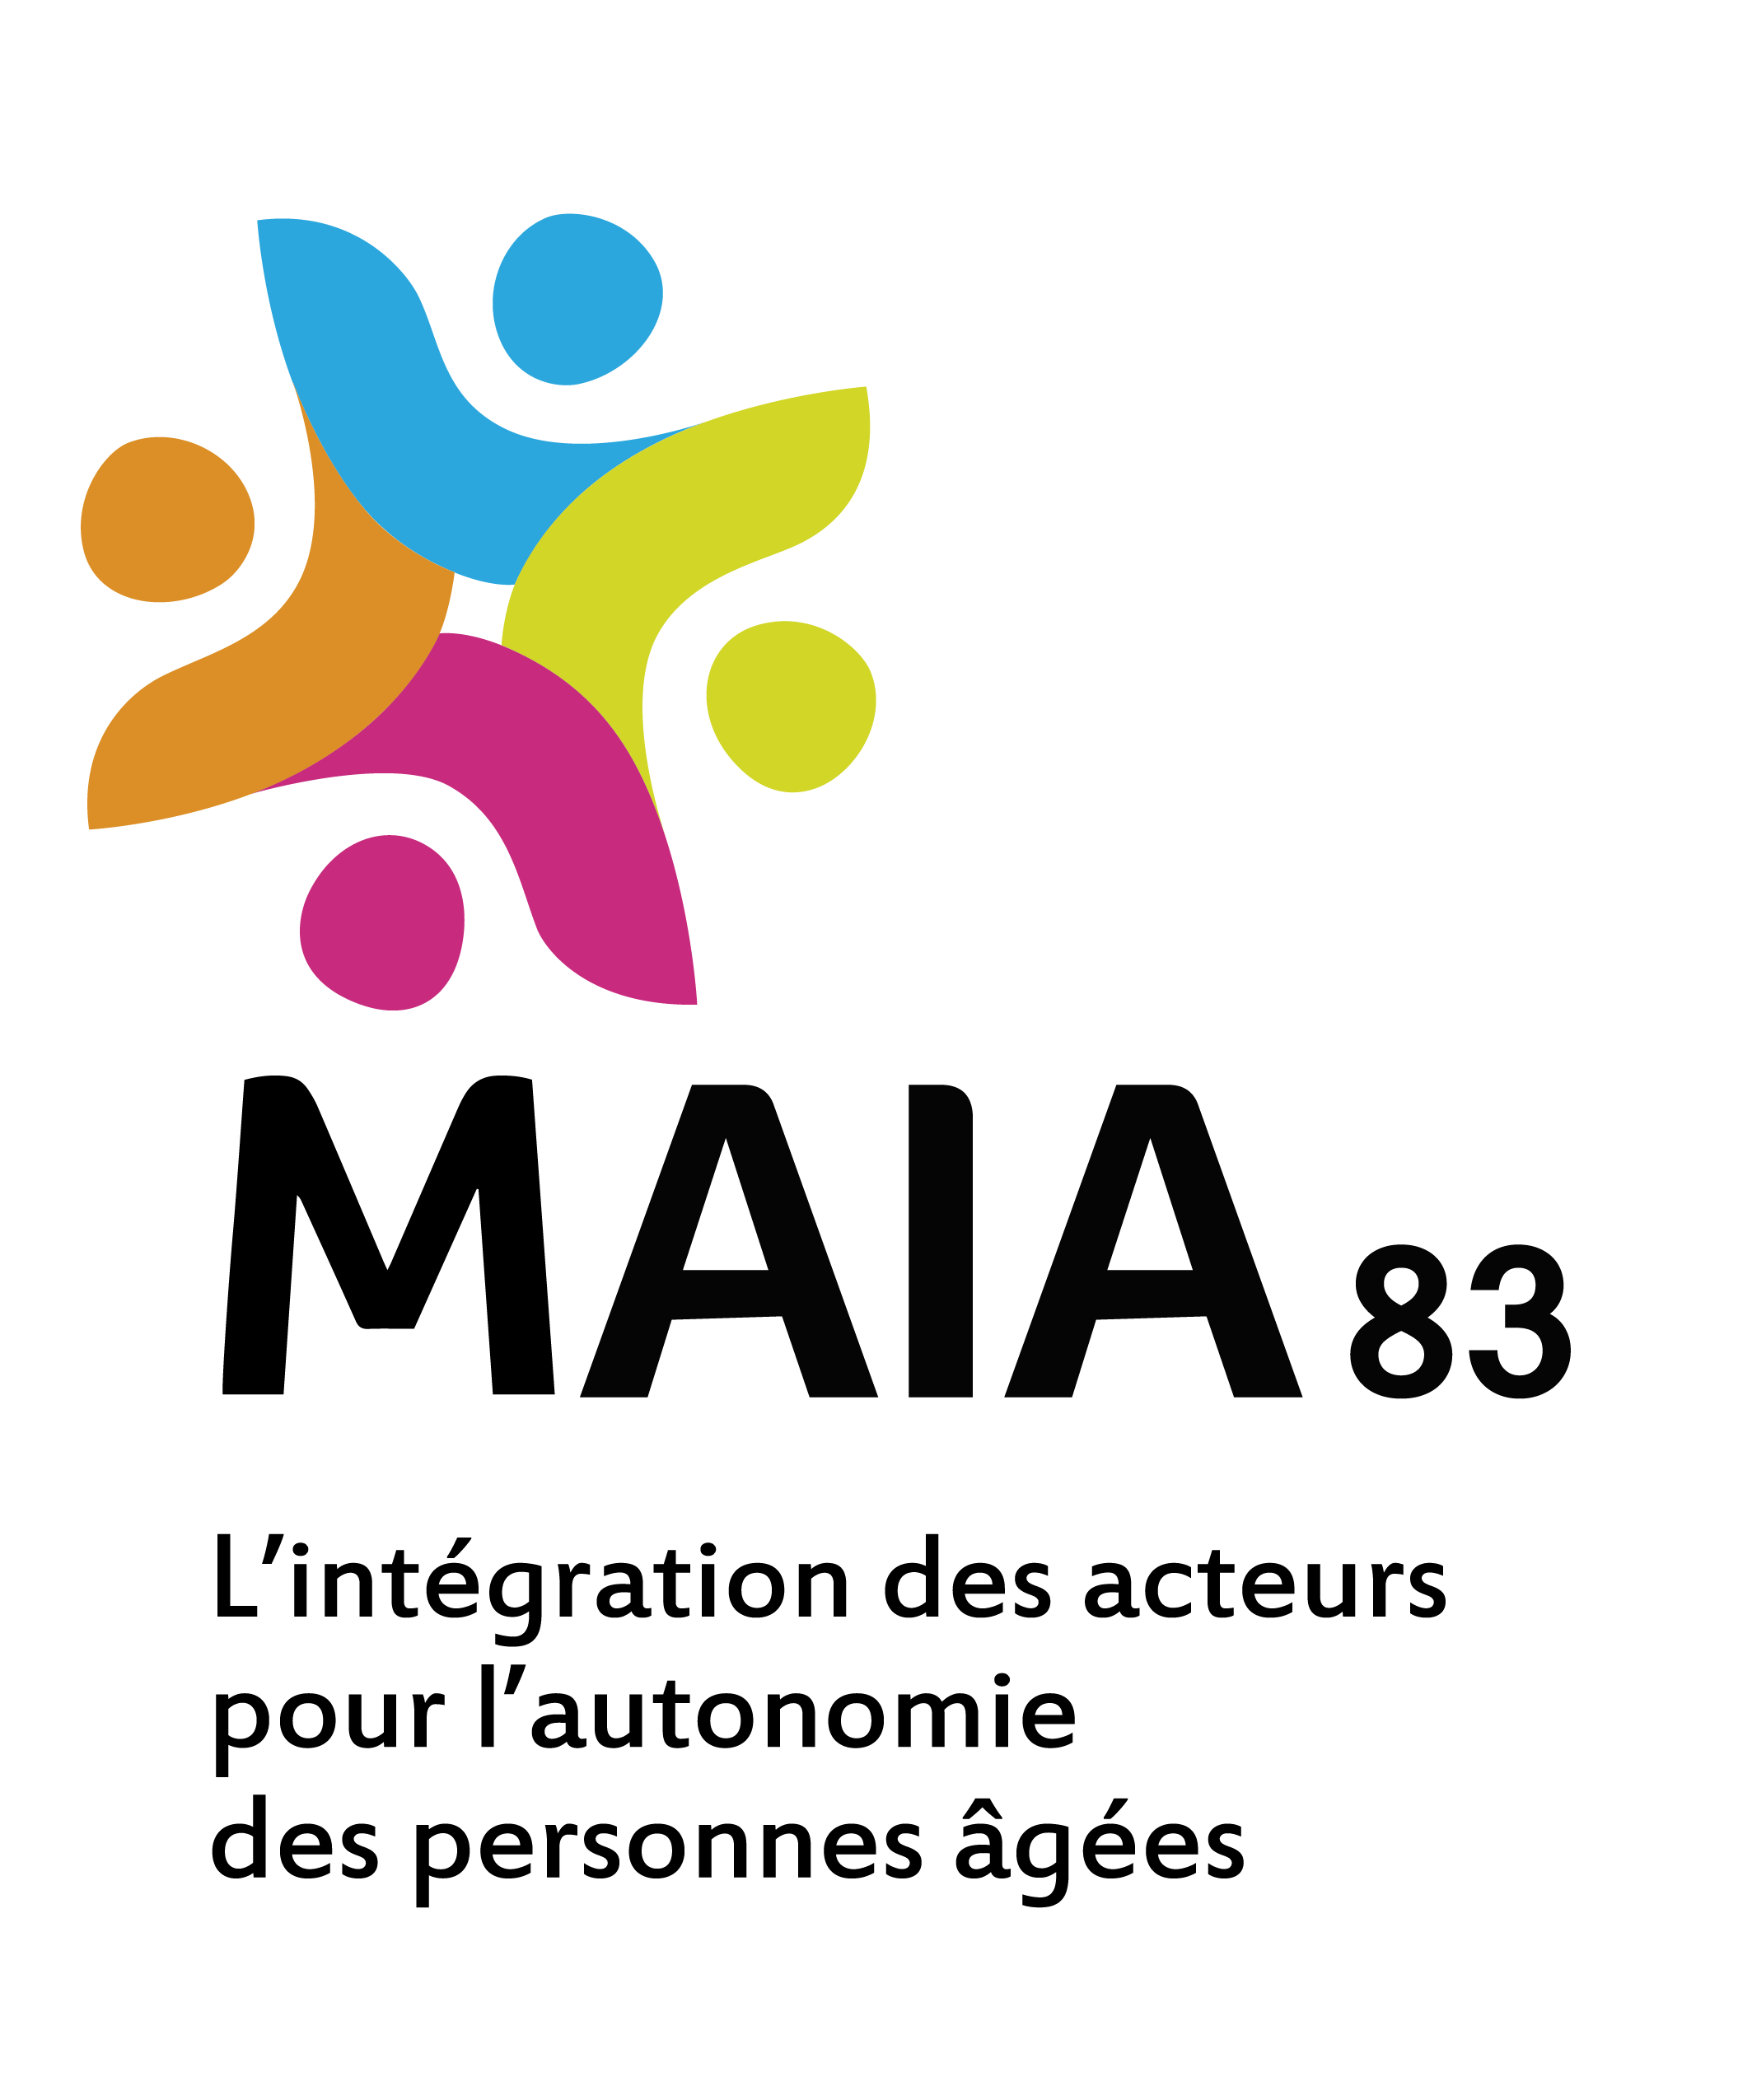 MAIA 83
L’intégration des acteurs
pour l’autonomie
des personnes âgées